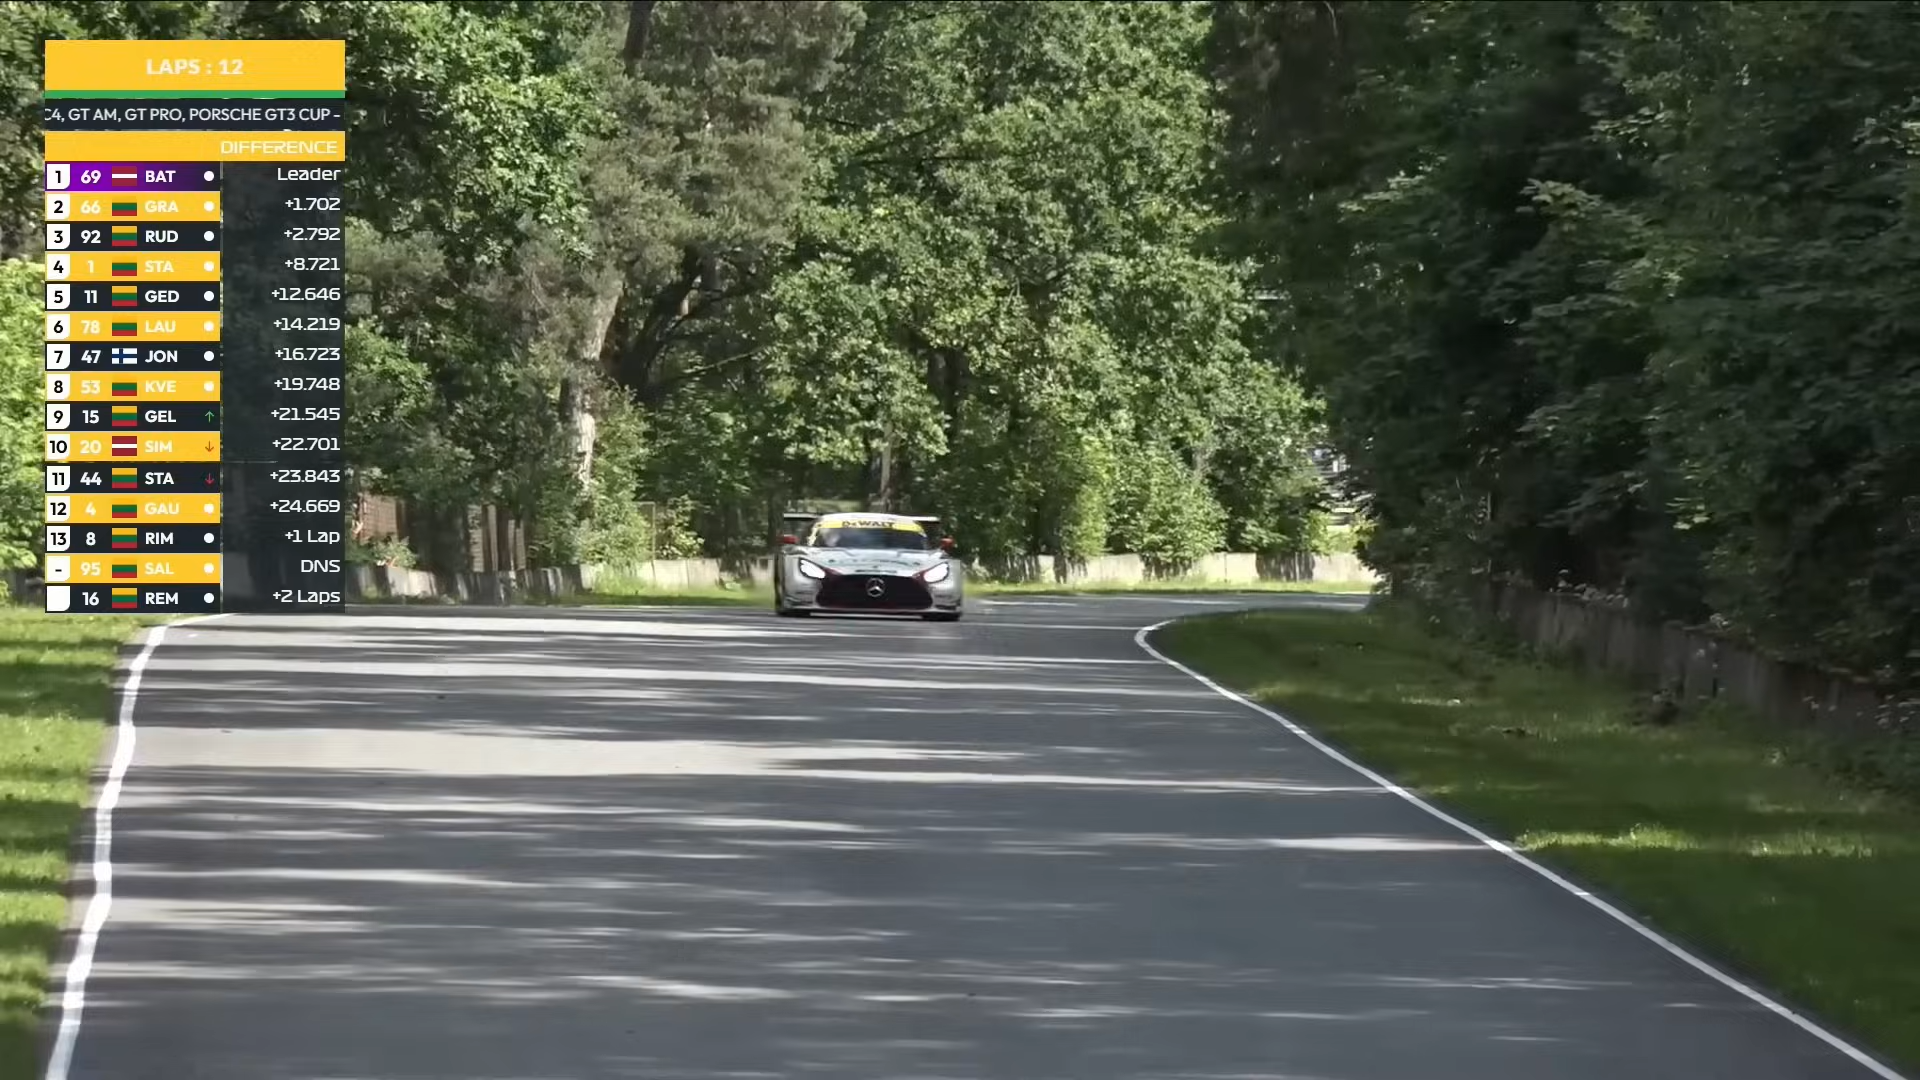 LAPS : 12
C4, GT AM, GT PRO, PORSCHE GT3 CUP -
DIFFERENCE
1 69 BAT Leader
2 66 GRA +1.702
3 92 RUD +2.792
4 1 STA +8.721
5 11 GED +12.646
6 78 LAU +14.219
7 47 JON +16.723
8 53 KVE +19.748
9 15 GEL ↑ +21.545
10 20 SIM ↓ +22.701
11 44 STA ↓ +23.843
12 4 GAU +24.669
13 8 RIM +1 Lap
- 95 SAL DNS
16 REM +2 Laps
DEWALT